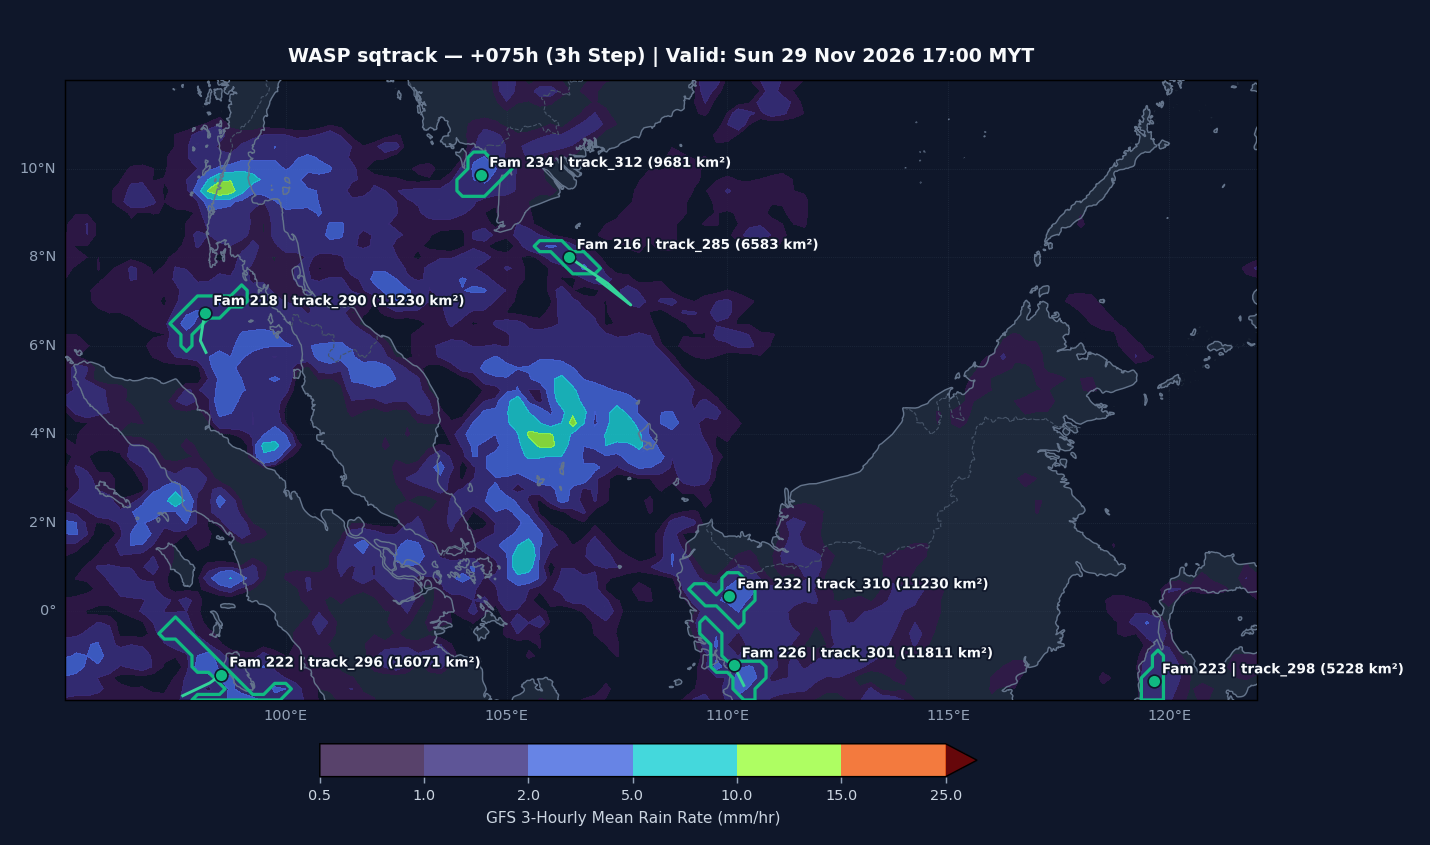 WASP sqtrack — +075h (3h Step) | Valid: Sun 29 Nov 2026 17:00 MYT
10°N
Fam 234 | track_312 (9681 km²)
Fam 216 | track_285 (6583 km²)
8°N
Fam 218 | track_290 (11230 km²)
6°N
4°N
2°N
Fam 232 | track_310 (11230 km²)
0°
Fam 226 | track_301 (11811 km²)
Fam 222 | track_296 (16071 km²)
Fam 223 | track_298 (5228 km²)
100°E 105°E 110°E 115°E 120°E
0.5 1.0 2.0 5.0 10.0 15.0 25.0
GFS 3-Hourly Mean Rain Rate (mm/hr)